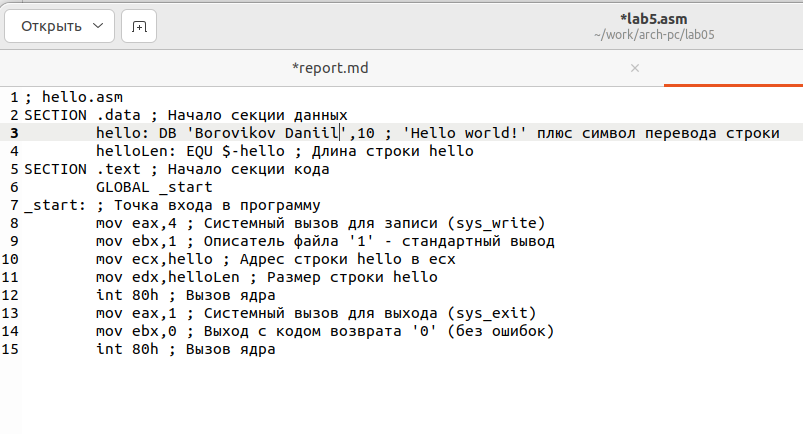 Открыть
*lab5.asm
~/work/arch-pc/lab05
*report.md
1 ; hello.asm
2 SECTION .data ; Начало секции данных
3 hello: DB 'Borovikov Daniil',10 ; 'Hello world!' плюс символ перевода строки
4 helloLen: EQU $-hello ; Длина строки hello
5 SECTION .text ; Начало секции кода
6 GLOBAL _start
7 _start: ; Точка входа в программу
8 mov eax,4 ; Системный вызов для записи (sys_write)
9 mov ebx,1 ; Описатель файла '1' - стандартный вывод
10 mov ecx,hello ; Адрес строки hello в ecx
11 mov edx,helloLen ; Размер строки hello
12 int 80h ; Вызов ядра
13 mov eax,1 ; Системный вызов для выхода (sys_exit)
14 mov ebx,0 ; Выход с кодом возврата '0' (без ошибок)
15 int 80h ; Вызов ядра